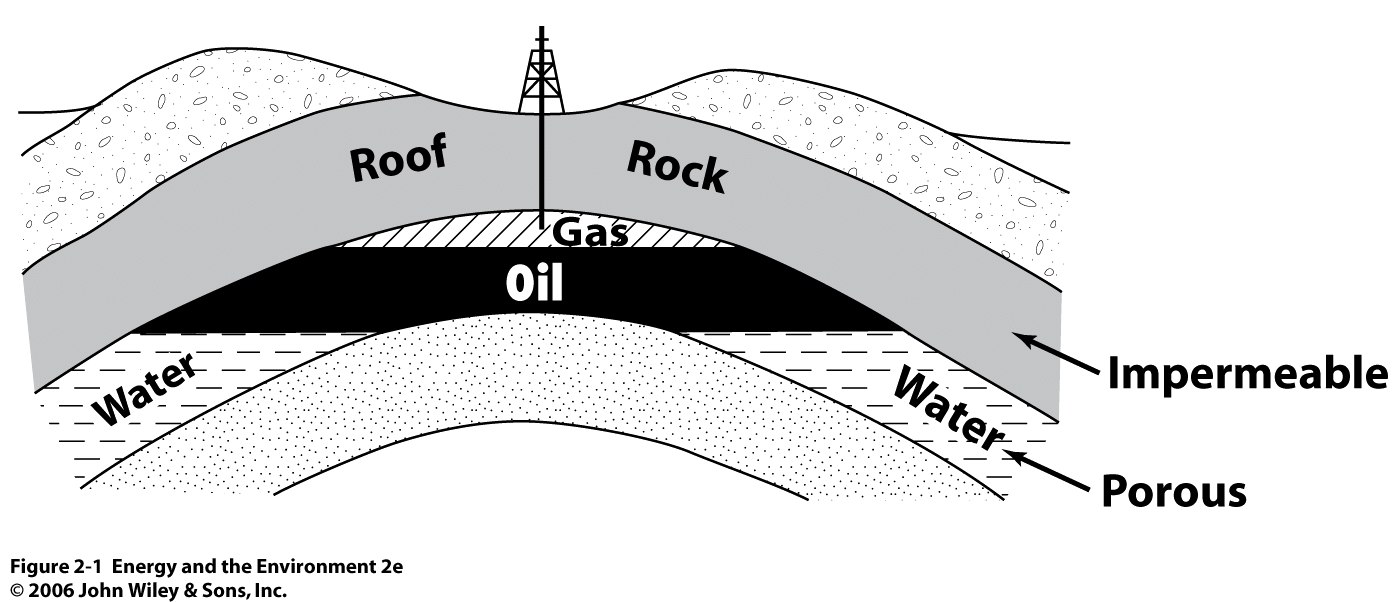 Roof Rock
Gas
Oil
Water
Water
Impermeable
Porous
Figure 2-1 Energy and the Environment 2e
© 2006 John Wiley & Sons, Inc.